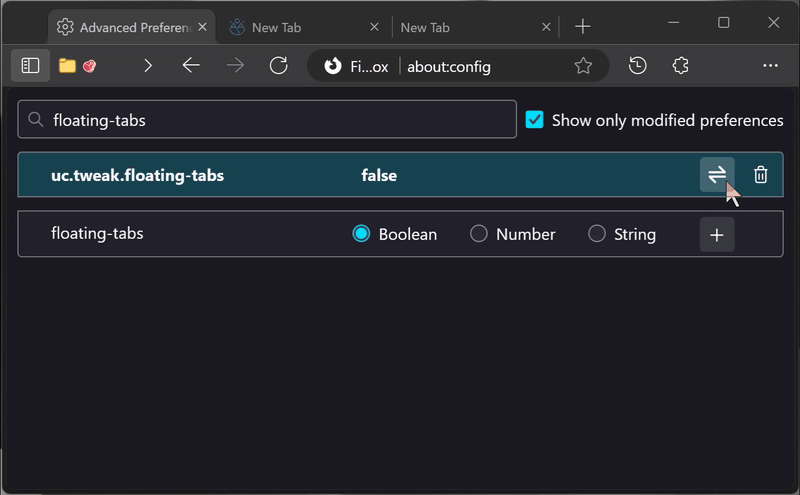 Advanced Preferen
New Tab
New Tab
Fi...ox
about:config
floating-tabs
Show only modified preferences
uc.tweak.floating-tabs false
floating-tabs Boolean Number String